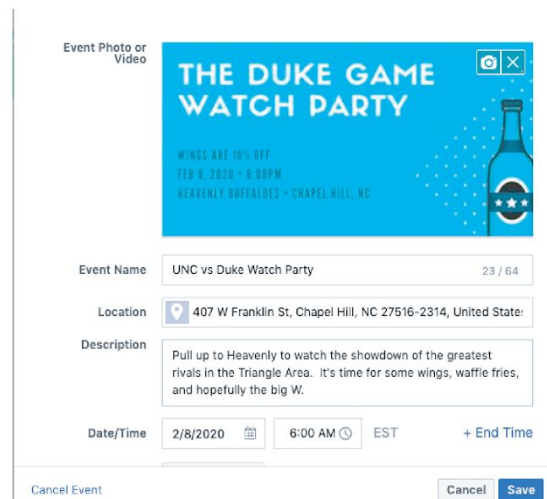 Event Photo or
Video
THE DUKE GAME
WATCH PARTY
WINGS ARE 10% OFF
FEB 8, 2020 • 6:00PM
HEAVENLY BUFFALOES • CHAPEL HILL, NC
Event Name
UNC vs Duke Watch Party
23 / 64
Location
407 W Franklin St, Chapel Hill, NC 27516-2314, United State
Description
Pull up to Heavenly to watch the showdown of the greatest
rivals in the Triangle Area. It's time for some wings, waffle fries,
and hopefully the big W.
Date/Time
2/8/2020
6:00 AM
EST
+ End Time
Cancel Event
Cancel
Save